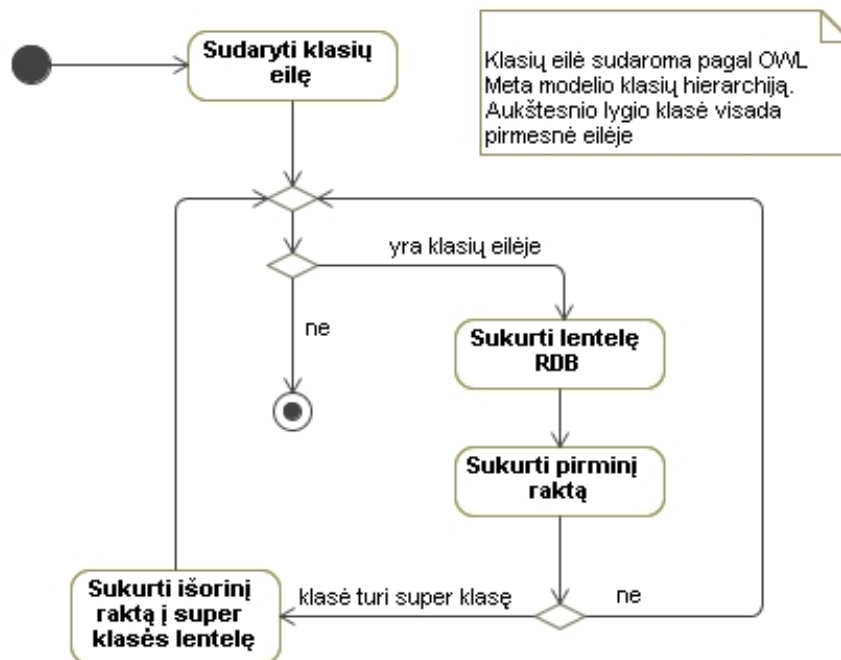 Sudaryti klasių
eilę
Klasių eilė sudaroma pagal OWL
Meta modelio klasių hierarchiją.
Aukštesnio lygio klasė visada
pirmesnė eilėje
yra klasių eilėje
ne
Sukurti lentelę
RDB
Sukurti pirminį
raktą
Sukurti išorinį
raktą į super
klasės lentelę
klasė turi super klasę
ne